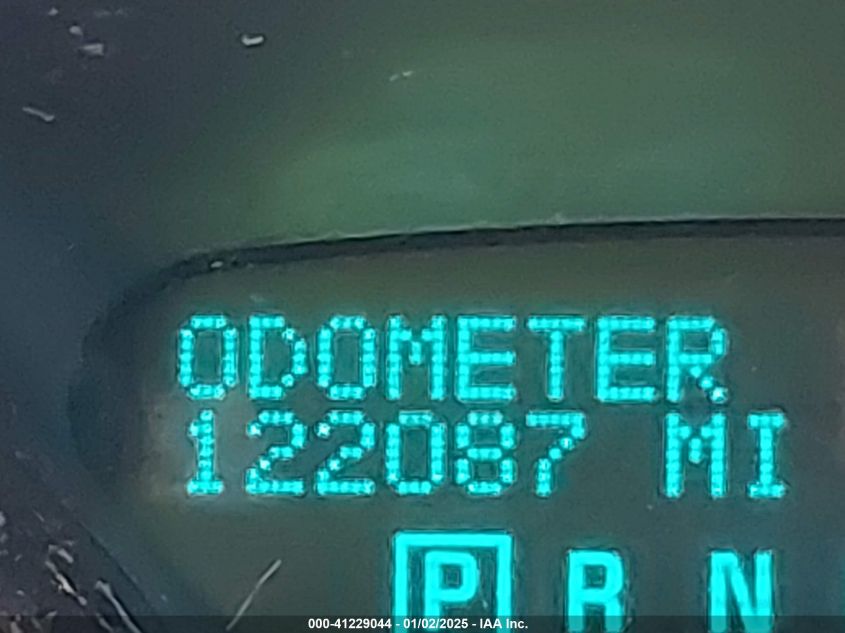 ODOMETER
122087 MI
P R N
000-41229044 - 01/02/2025 - IAA Inc.